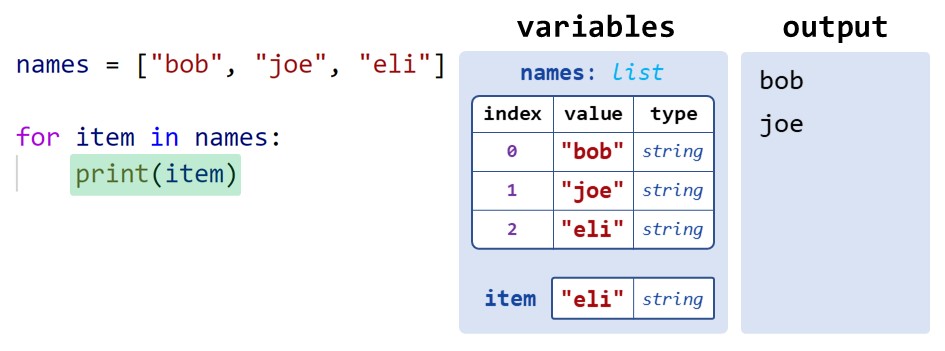 names = ["bob", "joe", "eli"]
for item in names:
print(item)
variables
names: list
index value type
0 "bob" string
1 "joe" string
2 "eli" string
item "eli" string
output
bob
joe